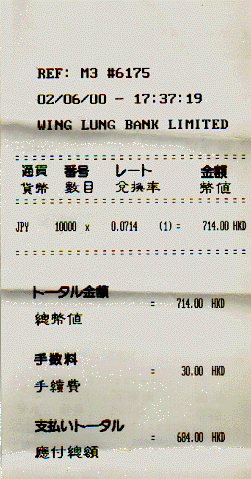 REF: M3 #6175
02/06/00 - 17:37:19
WING LUNG BANK LIMITED
通貨 番号 レート 金額
貨幣 數目 兌換率 幣値
JPY 10000 x 0.0714 (1) = 714.00 HKD
トータル金額
= 714.00 HKD
總幣値
手数料
= 30.00 HKD
手續費
支払いトータル
= 684.00 HKD
應付總額